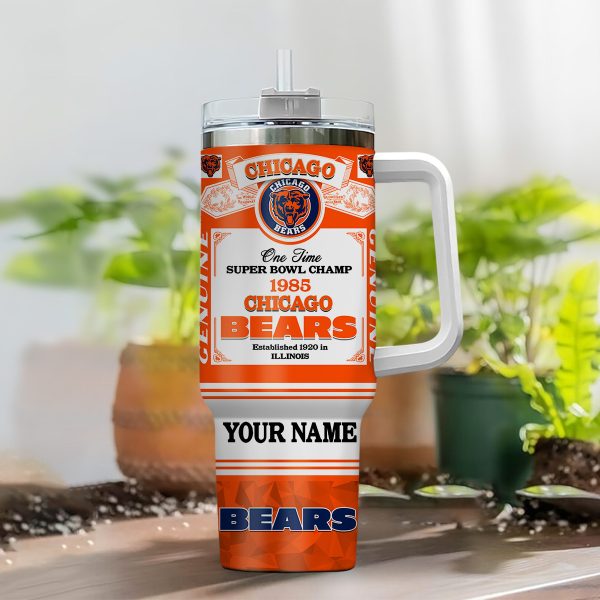 CHICAGO
CHICAGO
BEARS
One Time
SUPER BOWL CHAMP
1985
CHICAGO
BEARS
Established 1920 in
ILLINOIS
GENUINE
GENUINE
YOUR NAME
BEARS